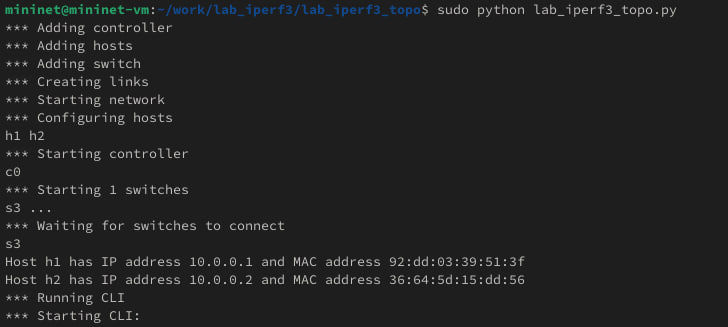 mininet@mininet-vm:~/work/lab_iperf3/lab_iperf3_topo$ sudo python lab_iperf3_topo.py
*** Adding controller
*** Adding hosts
*** Adding switch
*** Creating links
*** Starting network
*** Configuring hosts
h1 h2
*** Starting controller
c0
*** Starting 1 switches
s3 ...
*** Waiting for switches to connect
s3
Host h1 has IP address 10.0.0.1 and MAC address 92:dd:03:39:51:3f
Host h2 has IP address 10.0.0.2 and MAC address 36:64:5d:15:dd:56
*** Running CLI
*** Starting CLI: